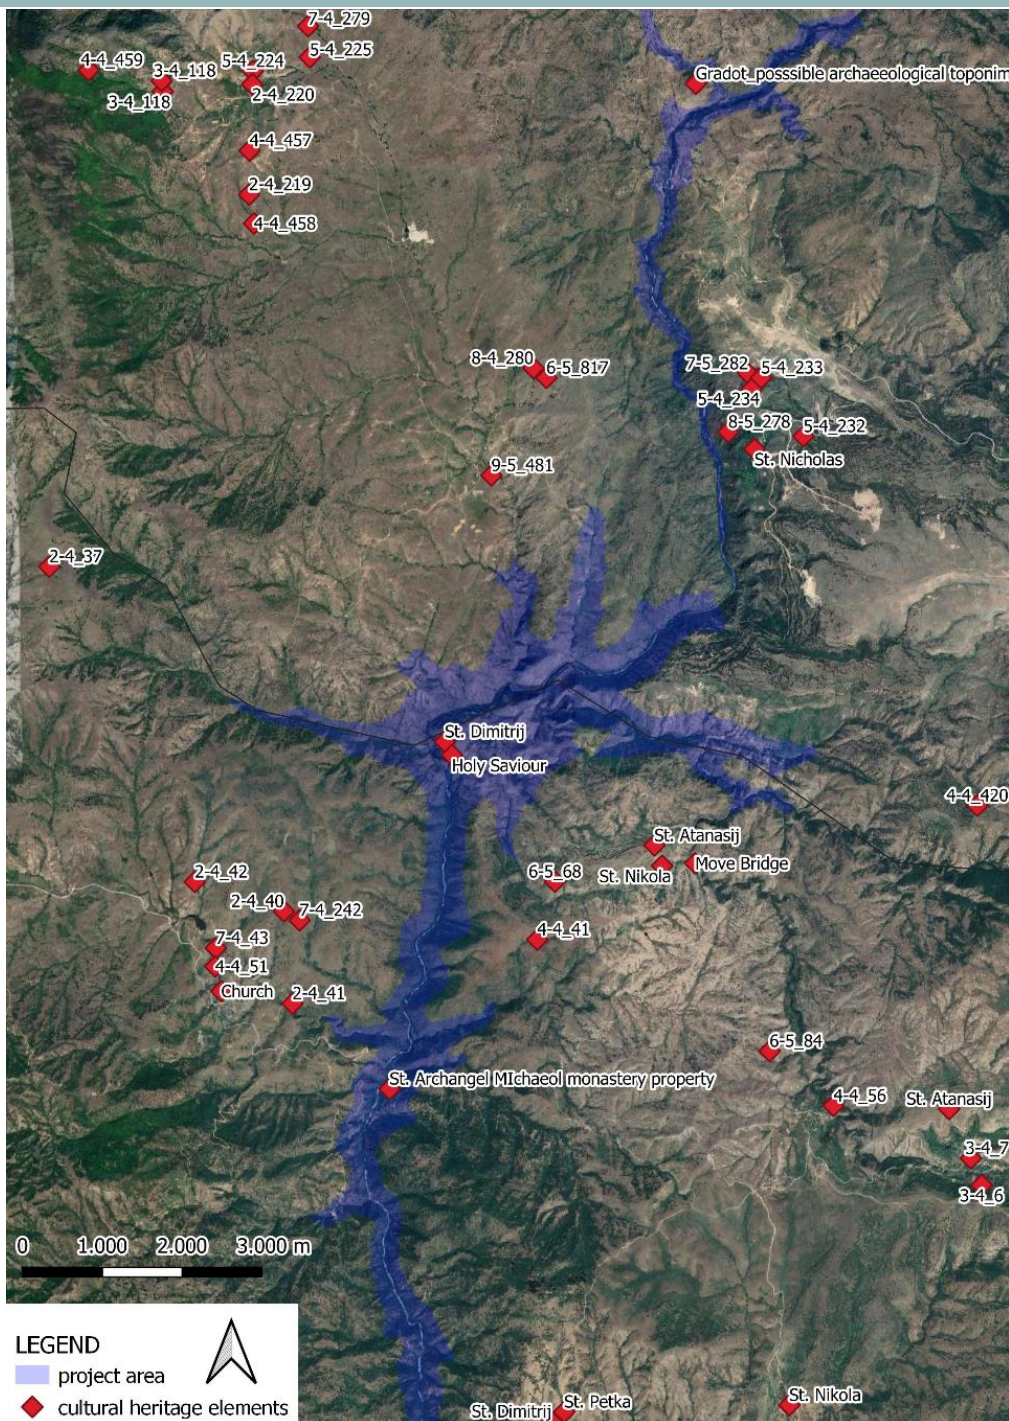 7-4_279
5-4_225
4-4_459
3-4_118
5-4_224
3-4_118
2-4_220
Gradot_posssible archaeeological toponim
4-4_457
2-4_219
4-4_458
8-4_280
6-5_817
7-5_282
5-4_233
5-4_234
8-5_278
5-4_232
St. Nicholas
9-5_481
2-4_37
St. Dimitrij
Holy Saviour
4-4_420
St. Atanasij
St. Nikola
Move Bridge
6-5_68
2-4_42
2-4_40
7-4_242
4-4_41
7-4_43
4-4_51
Church
2-4_41
6-5_84
St. Archangel MIchaeol monastery property
4-4_56
St. Atanasij
3-4_7
3-4_6
0 1.000 2.000 3.000 m
LEGEND
project area
cultural heritage elements
St. Dimitrij
St. Petka
St. Nikola